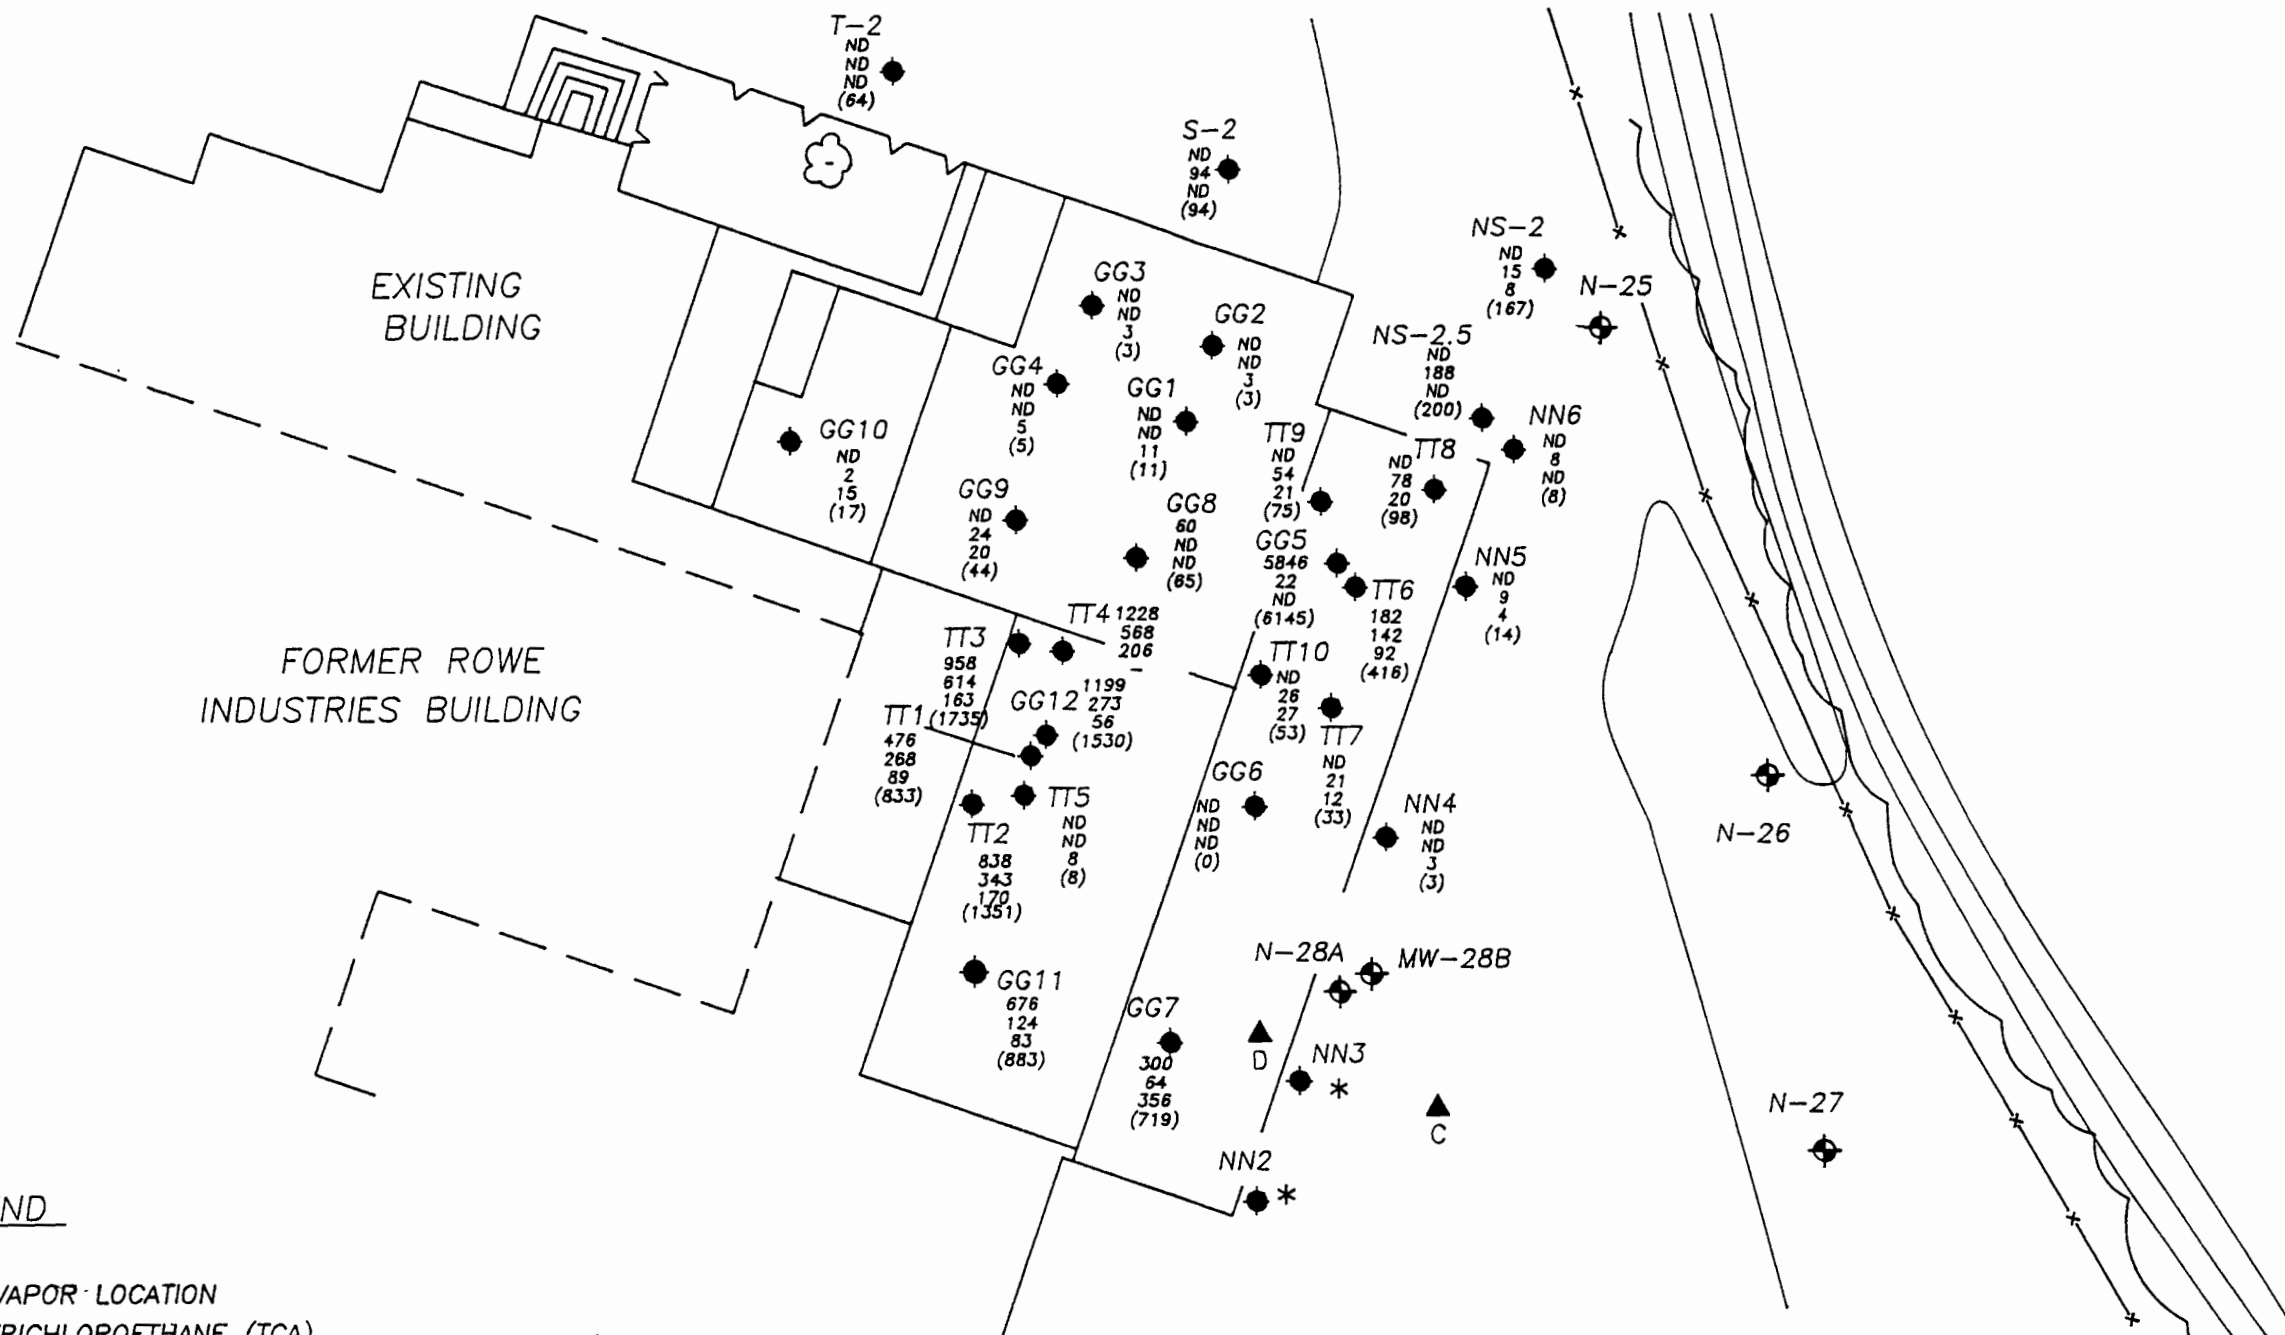 T-2
ND
ND
ND
(64)
S-2
ND
94
ND
(94)
NS-2
ND
15
8
(167)
N-25
EXISTING
BUILDING
GG3
ND
ND
3
(3)
GG2
ND
ND
3
(3)
NS-2.5
ND
188
ND
(200)
GG4
ND
ND
5
(5)
GG1
ND
ND
11
(11)
NN6
ND
8
ND
(8)
GG10
ND
2
15
(17)
TT9
ND
54
21
(75)
TT8
ND
78
20
(98)
GG9
ND
24
20
(44)
GG8
60
ND
ND
(65)
GG5
5846
22
ND
(6145)
NN5
ND
9
4
(14)
TT6
182
142
92
(416)
TT4
1228
568
206
-
TT3
958
614
163
(1735)
FORMER ROWE
INDUSTRIES BUILDING
TT10
ND
26
27
(53)
GG12
1199
273
56
(1530)
TT1
476
268
89
(833)
TT7
ND
21
12
(33)
GG6
ND
ND
ND
(0)
TT5
ND
ND
8
(8)
NN4
ND
ND
3
(3)
TT2
838
343
170
(1351)
N-26
N-28A
MW-28B
GG11
676
124
83
(883)
GG7
300
64
356
(719)
D
NN3
*
C
N-27
NN2
*
ND
VAPOR LOCATION
TRICHLOROETHANE (TCA)